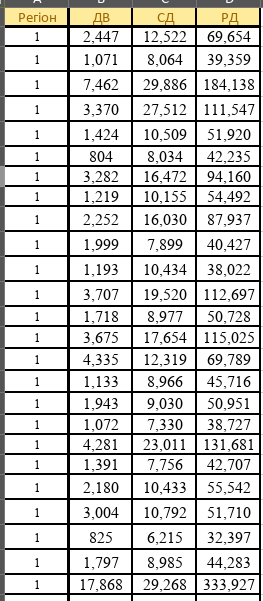 Регіон ДВ СД РД
1 2,447 12,522 69,654
1 1,071 8,064 39,359
1 7,462 29,886 184,138
1 3,370 27,512 111,547
1 1,424 10,509 51,920
1 804 8,034 42,235
1 3,282 16,472 94,160
1 1,219 10,155 54,492
1 2,252 16,030 87,937
1 1,999 7,899 40,427
1 1,193 10,434 38,022
1 3,707 19,520 112,697
1 1,718 8,977 50,728
1 3,675 17,654 115,025
1 4,335 12,319 69,789
1 1,133 8,966 45,716
1 1,943 9,030 50,951
1 1,072 7,330 38,727
1 4,281 23,011 131,681
1 1,391 7,756 42,707
1 2,180 10,433 55,542
1 3,004 10,792 51,710
1 825 6,215 32,397
1 1,797 8,985 44,283
1 17,868 29,268 333,927